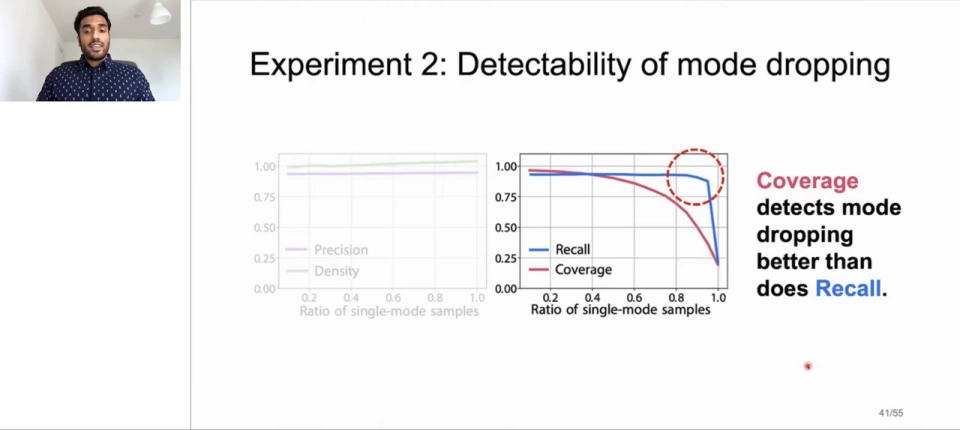 Experiment 2: Detectability of mode dropping
1.00
0.75
0.50
0.25
0.00
Precision
Density
0.2 0.4 0.6 0.8 1.0
Ratio of single-mode samples
1.00
0.75
0.50
0.25
0.00
Recall
Coverage
0.2 0.4 0.6 0.8 1.0
Ratio of single-mode samples
Coverage
detects mode
dropping
better than
does Recall.
41/55